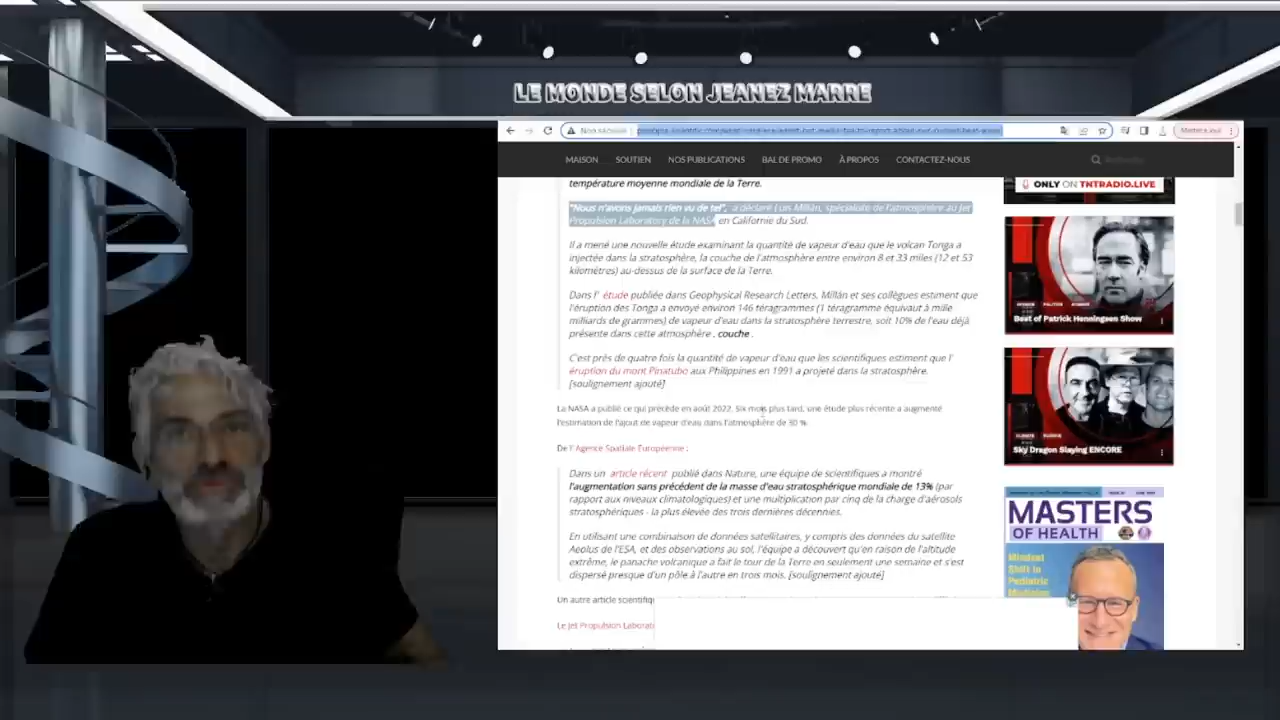 LE MONDE SELON JEANEZ MARRE
MAISON SOUTIEN NOS PUBLICATIONS BAL DE PROMO À PROPOS CONTACTEZ-NOUS
température moyenne mondiale de la Terre.
ONLY ON TNTRADIO.LIVE
"Nous n'avons jamais rien vu de tel", a déclaré Luis Millán, spécialiste de l'atmosphère au Jet
Propulsion Laboratory de la NASA en Californie du Sud.
Il a mené une nouvelle étude examinant la quantité de vapeur d'eau que le volcan Tonga a
injectée dans la stratosphère, la couche de l'atmosphère entre environ 8 et 33 miles (12 et 53
kilomètres) au-dessus de la surface de la Terre.
Dans l' étude publiée dans Geophysical Research Letters, Millán et ses collègues estiment que
l'éruption des Tonga a envoyé environ 146 téragrammes (1 téragramme équivaut à mille
milliards de grammes) de vapeur d'eau dans la stratosphère terrestre, soit 10% de l'eau déjà
présente dans cette atmosphère . couche .
Best of Patrick Henningsen Show
C'est près de quatre fois la quantité de vapeur d'eau que les scientifiques estiment que l'
éruption du mont Pinatubo aux Philippines en 1991 a projeté dans la stratosphère.
[soulignement ajouté]
La NASA a publié ce qui précède en août 2022. Six mois plus tard, une étude plus récente a augmenté
l'estimation de l'ajout de vapeur d'eau dans l'atmosphère de 30 %.
De l' Agence Spatiale Européenne :
Sky Dragon Slaying ENCORE
Dans un article récent publié dans Nature, une équipe de scientifiques a montré
l'augmentation sans précédent de la masse d'eau stratosphérique mondiale de 13% (par
rapport aux niveaux climatologiques) et une multiplication par cinq de la charge d'aérosols
stratosphériques - la plus élevée des trois dernières décennies.
En utilisant une combinaison de données satellitaires, y compris des données du satellite
Aeolus de l'ESA, et des observations au sol, l'équipe a découvert qu'en raison de l'altitude
extrême, le panache volcanique a fait le tour de la Terre en seulement une semaine et s'est
dispersé presque d'un pôle à l'autre en trois mois. [soulignement ajouté]
MASTERS
OF HEALTH
Mindset
Shift in
Pediatric
Un autre article scientifiq
Le Jet Propulsion Laborat